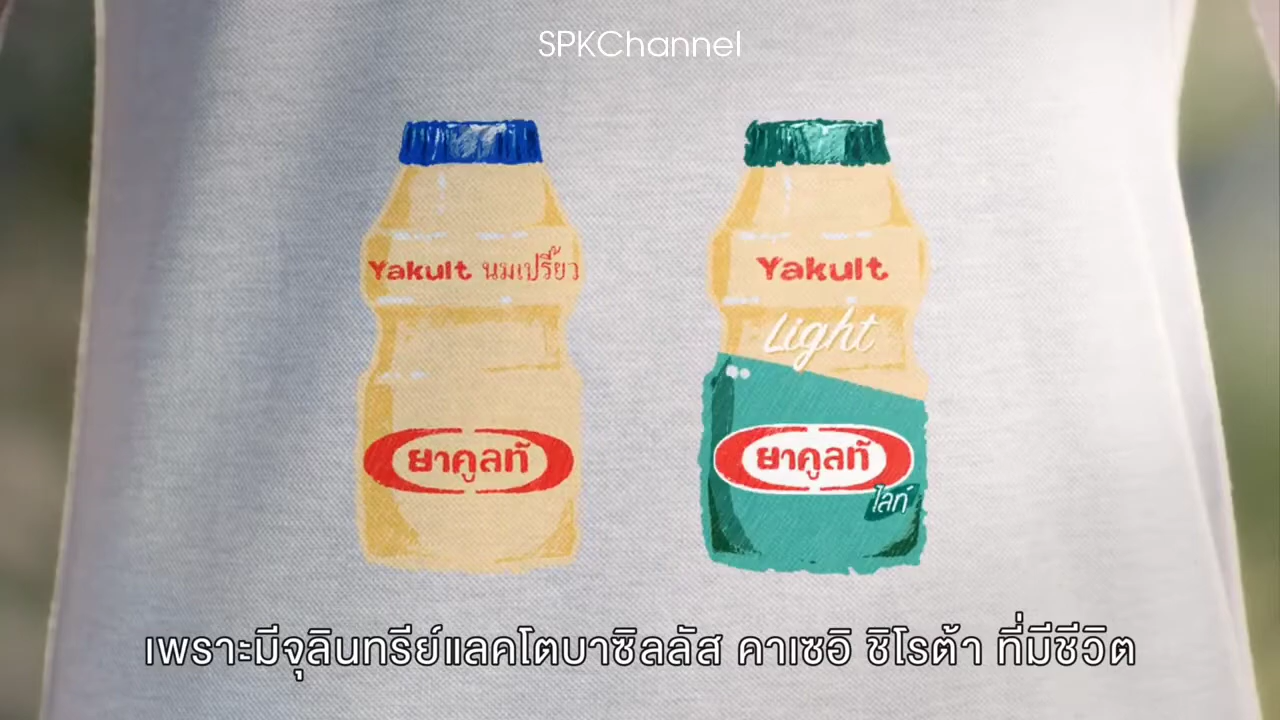 SPKChannel
Yakult นมเปรี้ยว
ยาคูลท์
Yakult
Light
ยาคูลท์
ไลท์
เพราะมีจุลินทรีย์แลคโตบาซิลลัส คาเซอิ ชิโรต้า ที่มีชีวิต